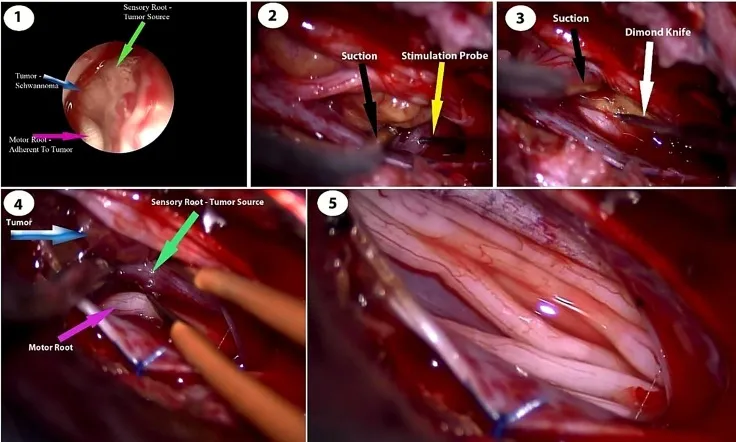 1
Sensory Root -
Tumor Source
Tumor -
Schwannoma
Motor Root -
Adherent To Tumor
2
Suction
Stimulation Probe
3
Suction
Dimond Knife
4
Tumor
Sensory Root - Tumor Source
Motor Root
5